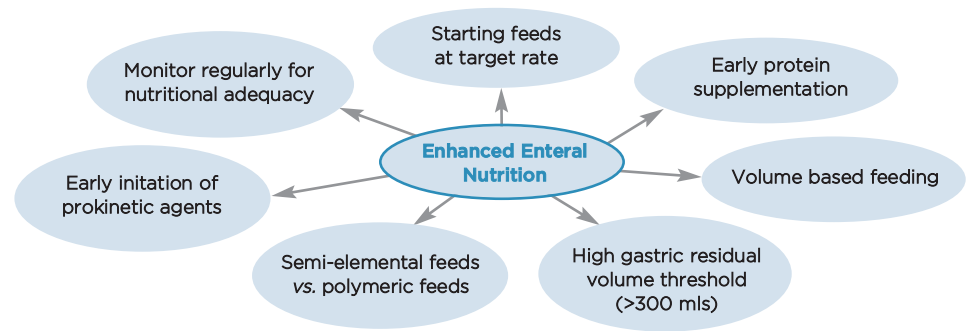 Starting feeds
at target rate
Early protein
supplementation
Monitor regularly for
nutritional adequacy
Enhanced Enteral
Nutrition
Volume based feeding
Early initation of
prokinetic agents
Semi-elemental feeds
vs. polymeric feeds
High gastric residual
volume threshold
(>300 mls)